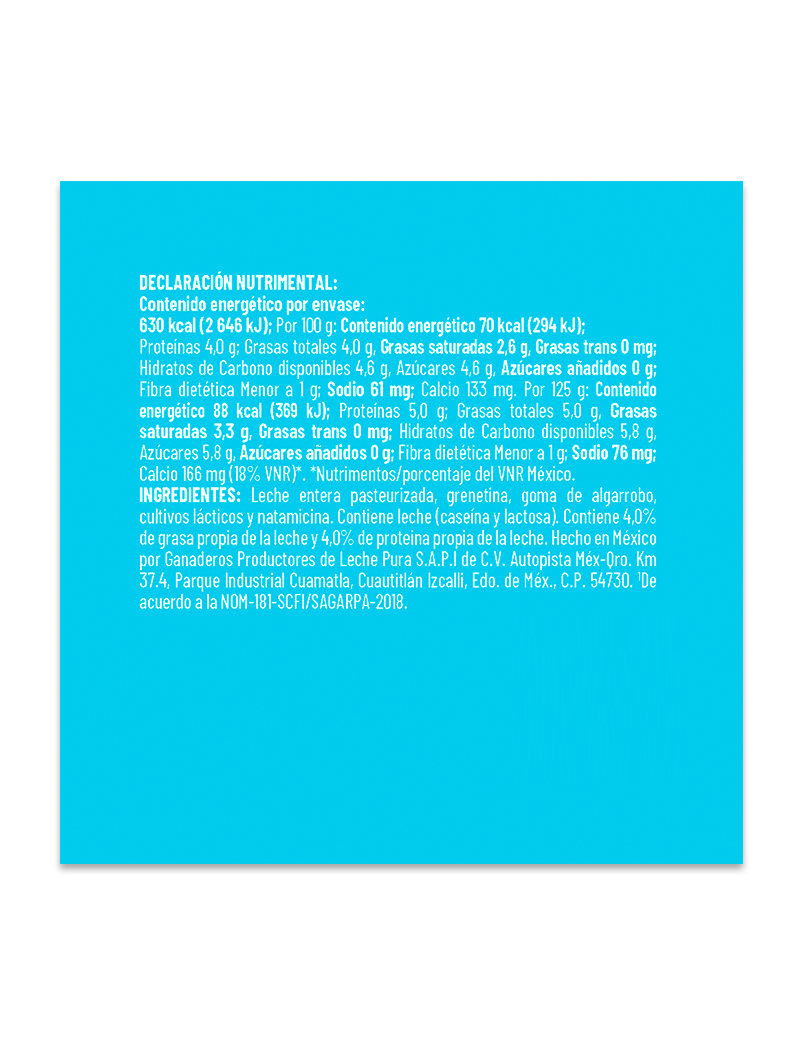 DECLARACIÓN NUTRIMENTAL:
Contenido energético por envase:
630 kcal (2 646 kJ); Por 100 g: Contenido energético 70 kcal (294 kJ);
Proteínas 4,0 g; Grasas totales 4,0 g, Grasas saturadas 2,6 g, Grasas trans 0 mg;
Hidratos de Carbono disponibles 4,6 g, Azúcares 4,6 g, Azúcares añadidos 0 g;
Fibra dietética Menor a 1 g; Sodio 61 mg; Calcio 133 mg. Por 125 g: Contenido
energético 88 kcal (369 kJ); Proteínas 5,0 g; Grasas totales 5,0 g, Grasas
saturadas 3,3 g, Grasas trans 0 mg; Hidratos de Carbono disponibles 5,8 g,
Azúcares 5,8 g, Azúcares añadidos 0 g; Fibra dietética Menor a 1 g; Sodio 76 mg;
Calcio 166 mg (18% VNR)*. *Nutrimentos/porcentaje del VNR México.
INGREDIENTES: Leche entera pasteurizada, grenetina, goma de algarrobo,
cultivos lácticos y natamicina. Contiene leche (caseína y lactosa). Contiene 4,0%
de grasa propia de la leche y 4,0% de proteína propia de la leche. Hecho en México
por Ganaderos Productores de Leche Pura S.A.P.I de C.V. Autopista Méx-Qro. Km
37.4, Parque Industrial Cuamatla, Cuautitlán Izcalli, Edo. de Méx., C.P. 54730. ¹De
acuerdo a la NOM-181-SCFI/SAGARPA-2018.